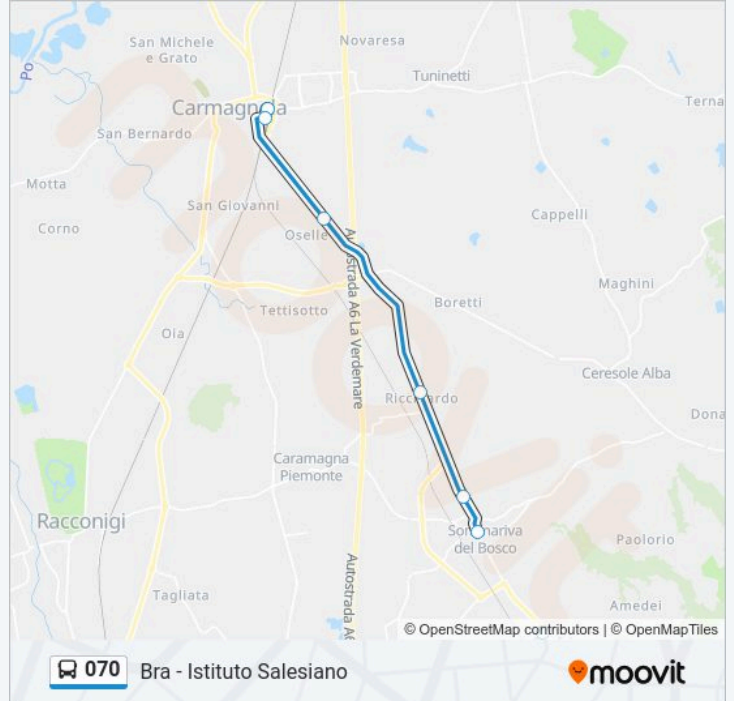 San Michele
e Grato
Novaresa
Po
Tuninetti
Carmagnola
Terna
San Bernardo
Motta
San Giovanni
Cappelli
Corno
Oselle
Autostrada A6 La Verdemare
Maghini
Boretti
Tettisotto
Oia
Ceresole Alba
Ricciardo
Dona
Caramagna
Piemonte
Racconigi
Sommariva
del Bosco
Paolorio
Autostrada A6
Tagliata
Amedei
© OpenStreetMap contributors | © OpenMapTiles
070 Bra - Istituto Salesiano
moovit